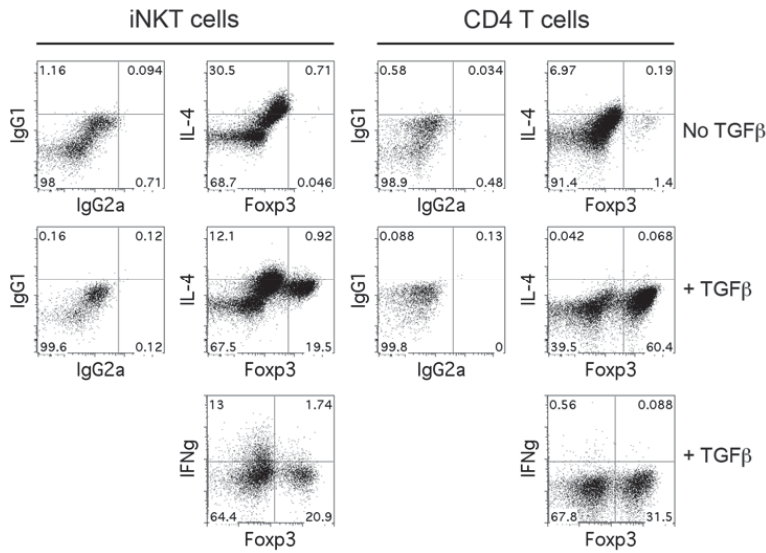 iNKT cells CD4 T cells
1.16 0.094 30.5 0.71 0.58 0.034 6.97 0.19
IgG1 IL-4 IgG1 IL-4 No TGFβ
98 0.71 68.7 0.046 98.9 0.48 91.4 1.4
IgG2a Foxp3 IgG2a Foxp3
0.16 0.12 12.1 0.92 0.088 0.13 0.042 0.068
IgG1 IL-4 IgG1 IL-4 + TGFβ
99.6 0.12 67.5 19.5 99.8 0 39.5 60.4
IgG2a Foxp3 IgG2a Foxp3
13 1.74 0.56 0.088
IFNg IFNg + TGFβ
64.4 20.9 67.8 31.5
Foxp3 Foxp3